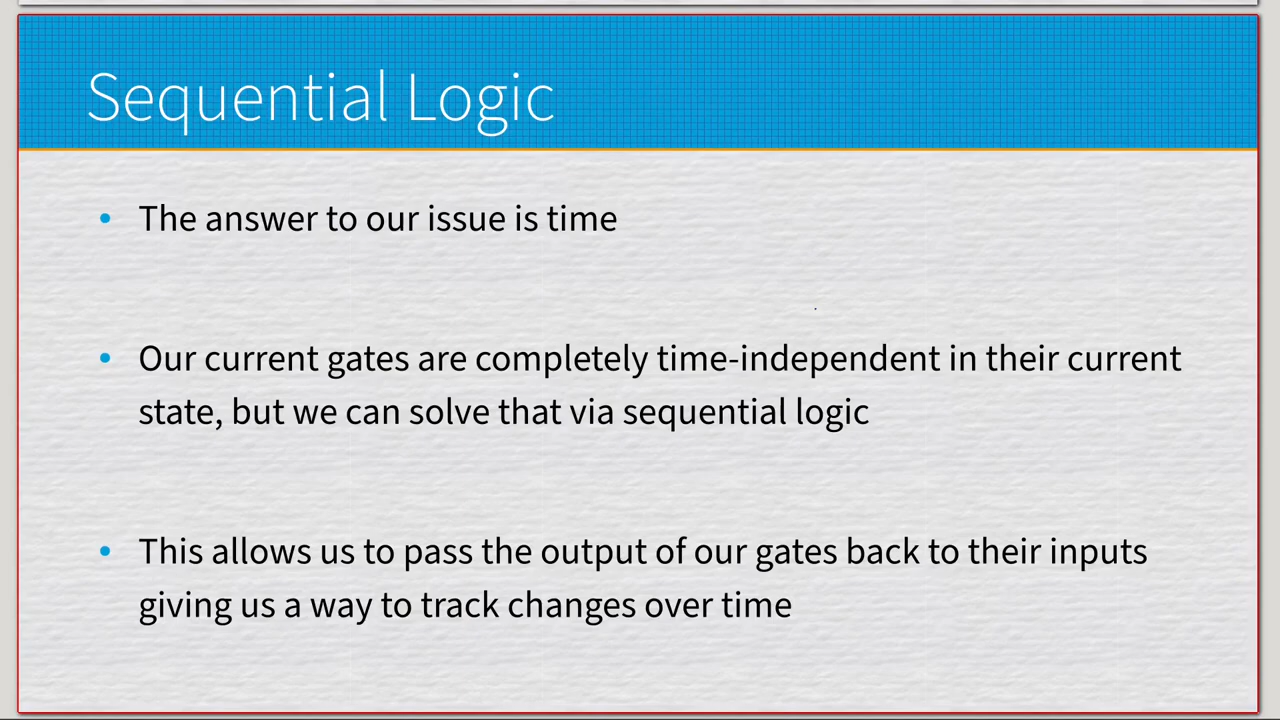 Sequential Logic
• The answer to our issue is time
• Our current gates are completely time-independent in their current
state, but we can solve that via sequential logic
• This allows us to pass the output of our gates back to their inputs
giving us a way to track changes over time